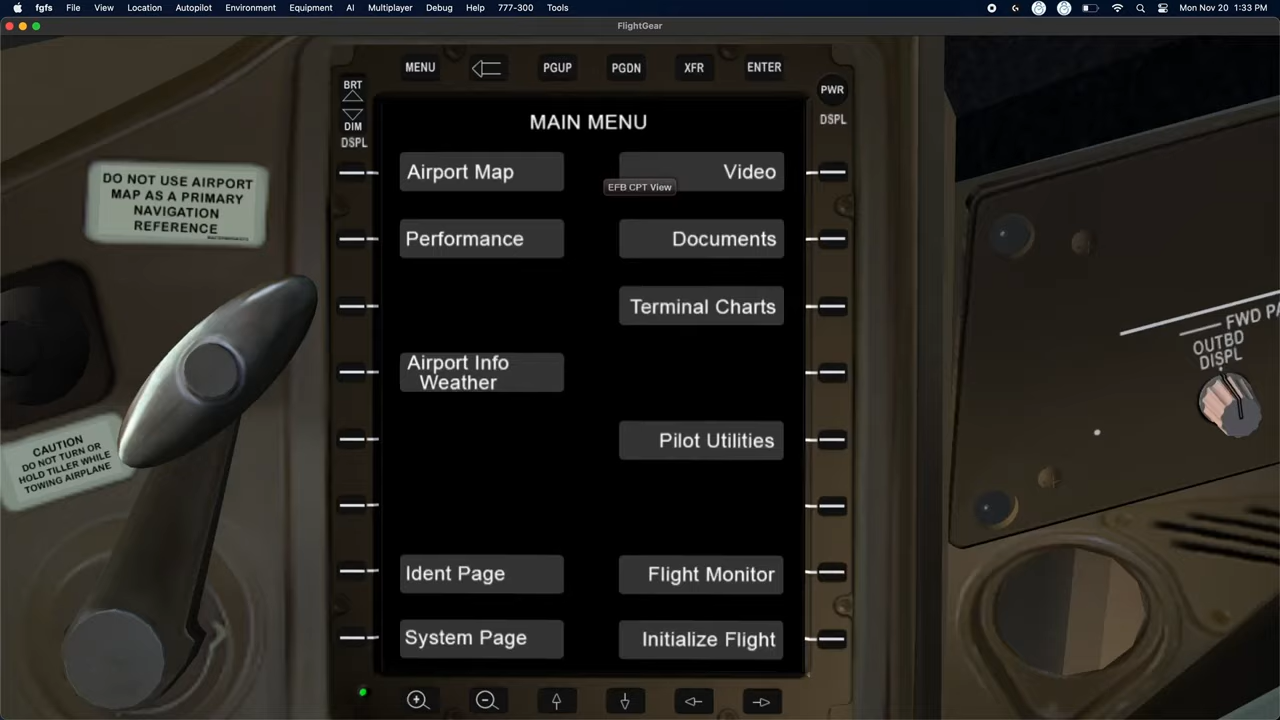 fgfs File View Location Autopilot Environment Equipment AI Multiplayer Debug Help 777-300 Tools
Mon Nov 20 1:33 PM
FlightGear
MENU PGUP PGDN XFR ENTER
BRT
DIM
DSPL
PWR
DSPL
MAIN MENU
Airport Map
Video
EFB CPT View
Performance
Documents
Terminal Charts
Airport Info
Weather
Pilot Utilities
Ident Page
Flight Monitor
System Page
Initialize Flight
DO NOT USE AIRPORT
MAP AS A PRIMARY
NAVIGATION
REFERENCE
CAUTION
DO NOT TURN OR
HOLD TILLER WHILE
TOWING AIRPLANE
FWD PA
OUTBD
DISPL